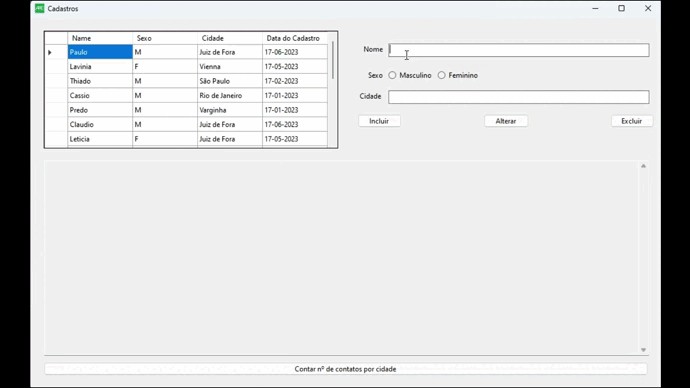 Cadastros
Name Sexo Cidade Data do Cadastro
Paulo M Juiz de Fora 17-06-2023
Lavinia F Vienna 17-05-2023
Thiado M São Paulo 17-02-2023
Cassio M Rio de Janeiro 17-01-2023
Predo M Varginha 17-01-2023
Claudio M Juiz de Fora 17-06-2023
Leticia F Juiz de Fora 17-05-2023
Nome
Sexo Masculino Feminino
Cidade
Incluir Alterar Excluir
Contar nº de contatos por cidade